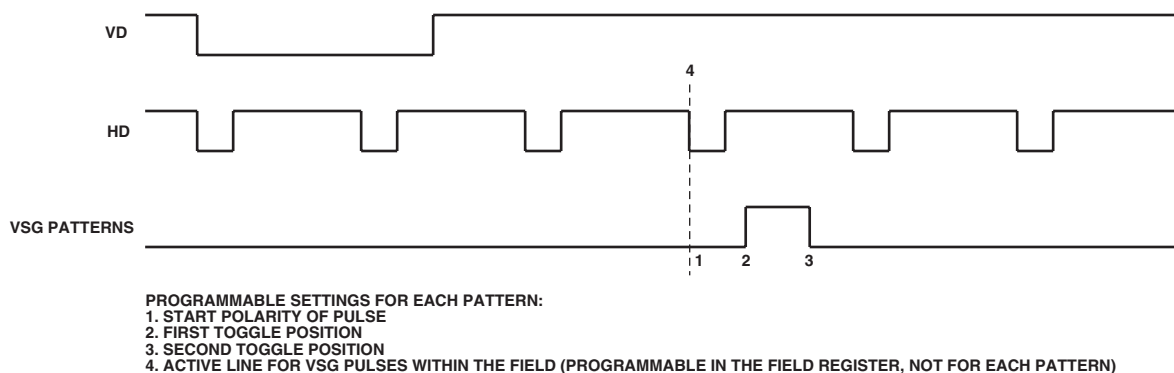 VD
4
HD
VSG PATTERNS
1 2 3
PROGRAMMABLE SETTINGS FOR EACH PATTERN:
1. START POLARITY OF PULSE
2. FIRST TOGGLE POSITION
3. SECOND TOGGLE POSITION
4. ACTIVE LINE FOR VSG PULSES WITHIN THE FIELD (PROGRAMMABLE IN THE FIELD REGISTER, NOT FOR EACH PATTERN)